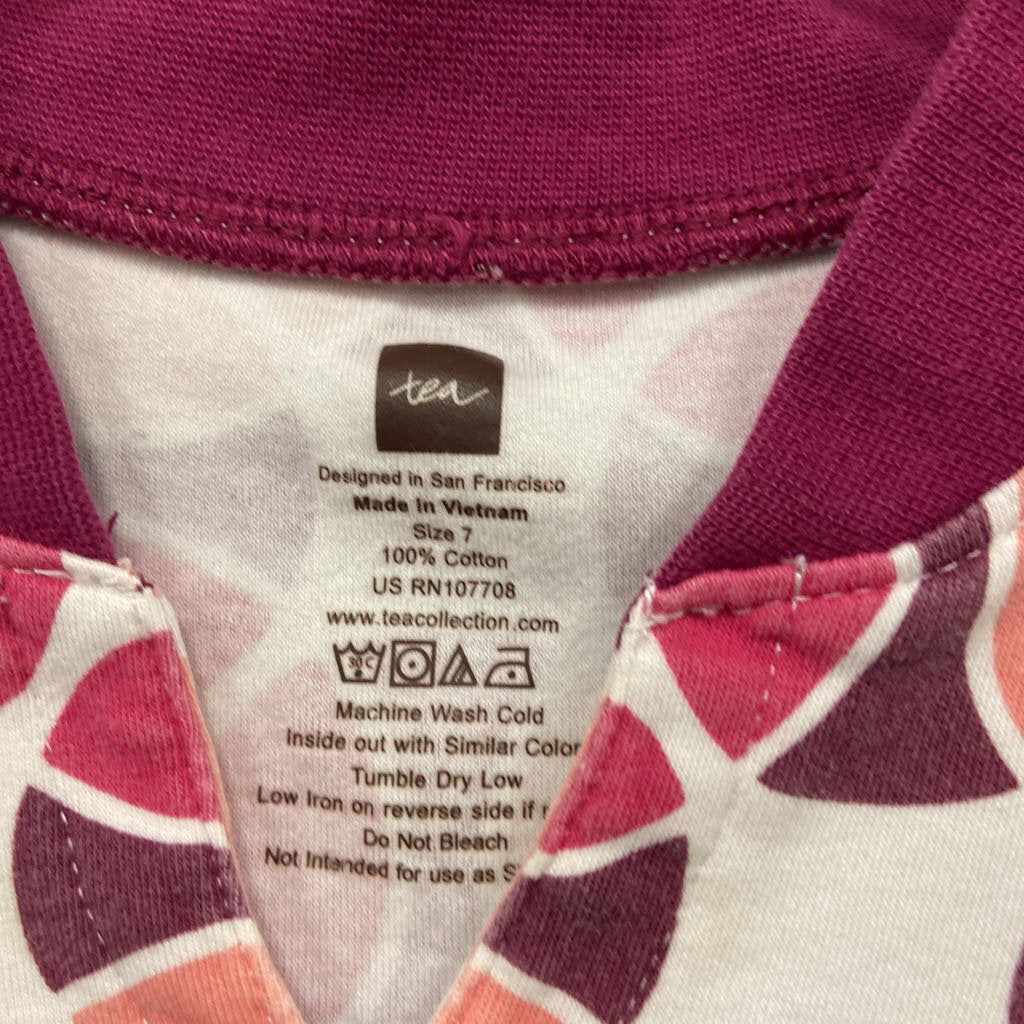 tea
Designed in San Francisco
Made in Vietnam
Size 7
100% Cotton
US RN107708
www.teacollection.com
30°C
Machine Wash Cold
Inside out with Similar Color
Tumble Dry Low
Low Iron on reverse side if
Do Not Bleach
Not Intended for use as